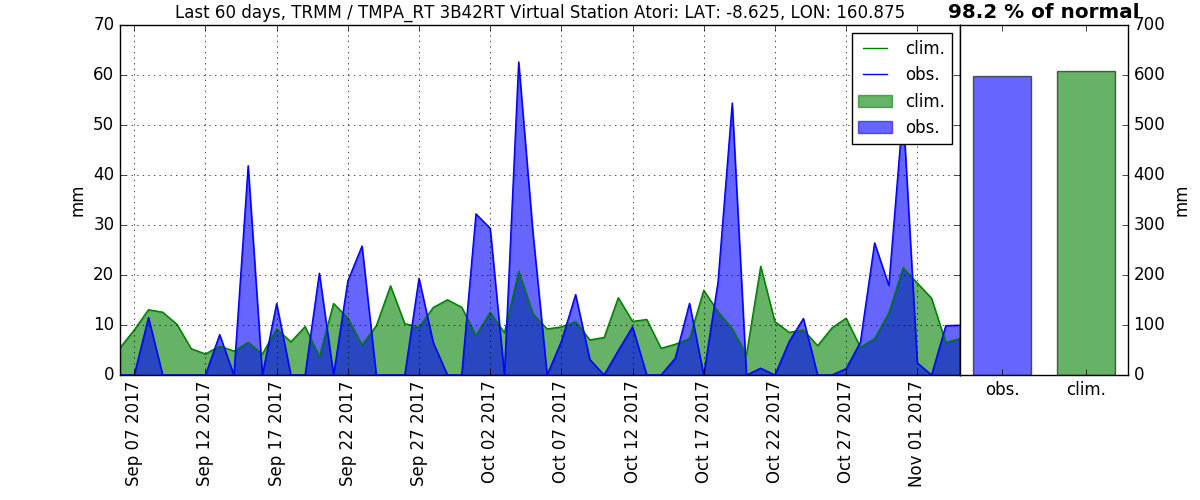 Last 60 days, TRMM / TMPA_RT 3B42RT Virtual Station Atori: LAT: -8.625, LON: 160.875
98.2 % of normal
70
60
50
40
30
20
10
0
mm
clim.
obs.
clim.
obs.
700
600
500
400
300
200
100
0
mm
Sep 07 2017
Sep 12 2017
Sep 17 2017
Sep 22 2017
Sep 27 2017
Oct 02 2017
Oct 07 2017
Oct 12 2017
Oct 17 2017
Oct 22 2017
Oct 27 2017
Nov 01 2017
obs.
clim.